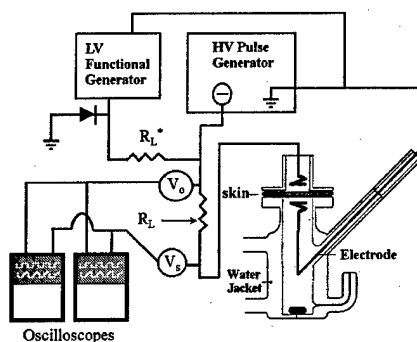 LV
Functional
Generator
HV Pulse
Generator
R_L*
V_o
R_L
V_s
skin
Water
Jacket
Electrode
Oscilloscopes